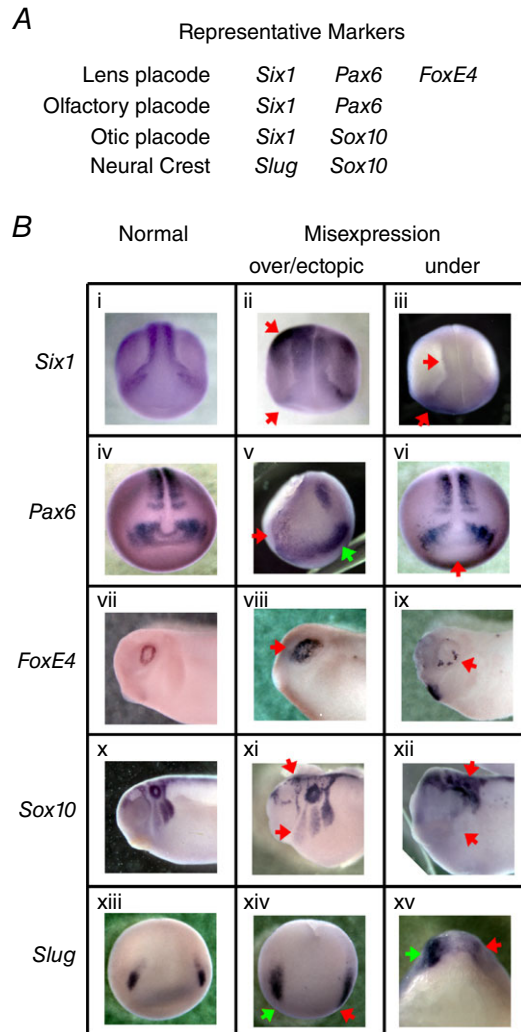 A
Representative Markers
Lens placode Six1 Pax6 FoxE4
Olfactory placode Six1 Pax6
Otic placode Six1 Sox10
Neural Crest Slug Sox10
B
Normal Misexpression
over/ectopic under
i ii iii
Six1
iv v vi
Pax6
vii viii ix
FoxE4
x xi xii
Sox10
xiii xiv xv
Slug